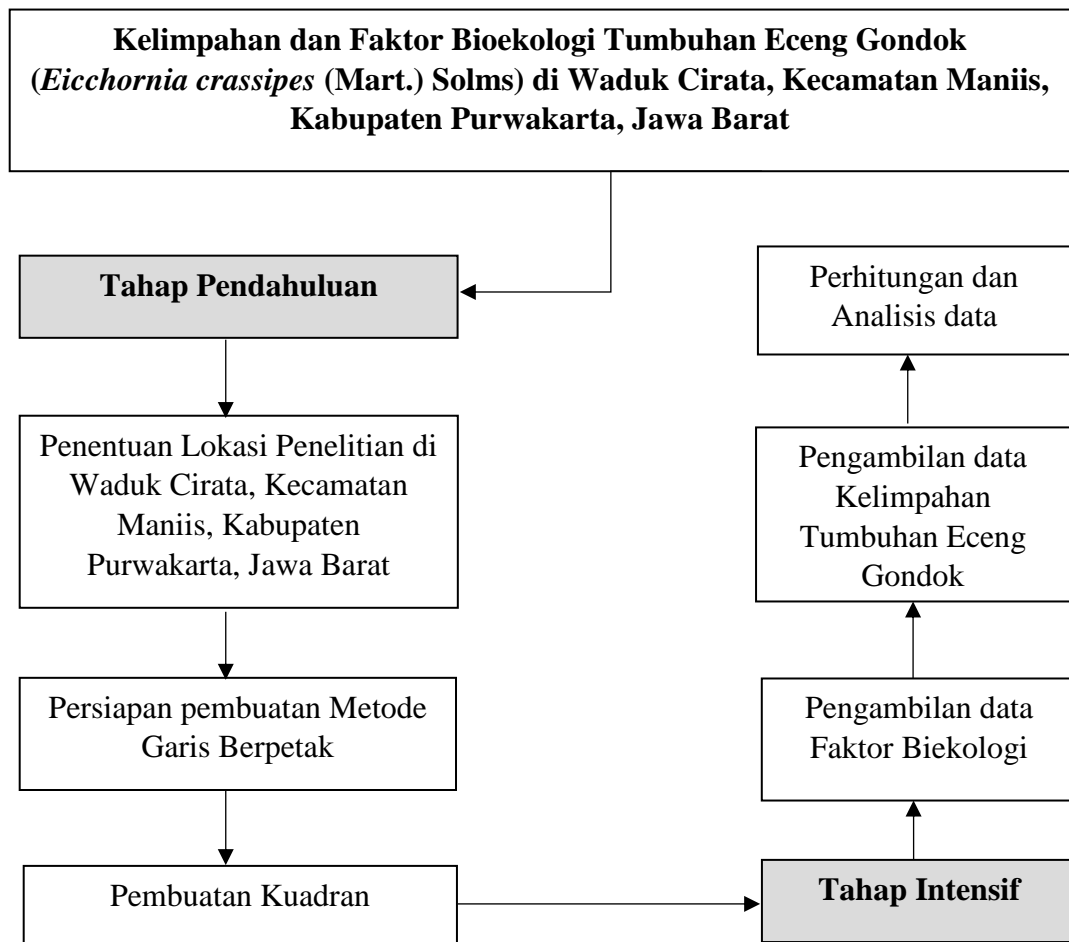 Kelimpahan dan Faktor Bioekologi Tumbuhan Eceng Gondok
(Eicchornia crassipes (Mart.) Solms) di Waduk Cirata, Kecamatan Maniis,
Kabupaten Purwakarta, Jawa Barat
Tahap Pendahuluan
Penentuan Lokasi Penelitian di
Waduk Cirata, Kecamatan
Maniis, Kabupaten
Purwakarta, Jawa Barat
Persiapan pembuatan Metode
Garis Berpetak
Pembuatan Kuadran
Tahap Intensif
Pengambilan data
Faktor Biekologi
Pengambilan data
Kelimpahan
Tumbuhan Eceng
Gondok
Perhitungan dan
Analisis data